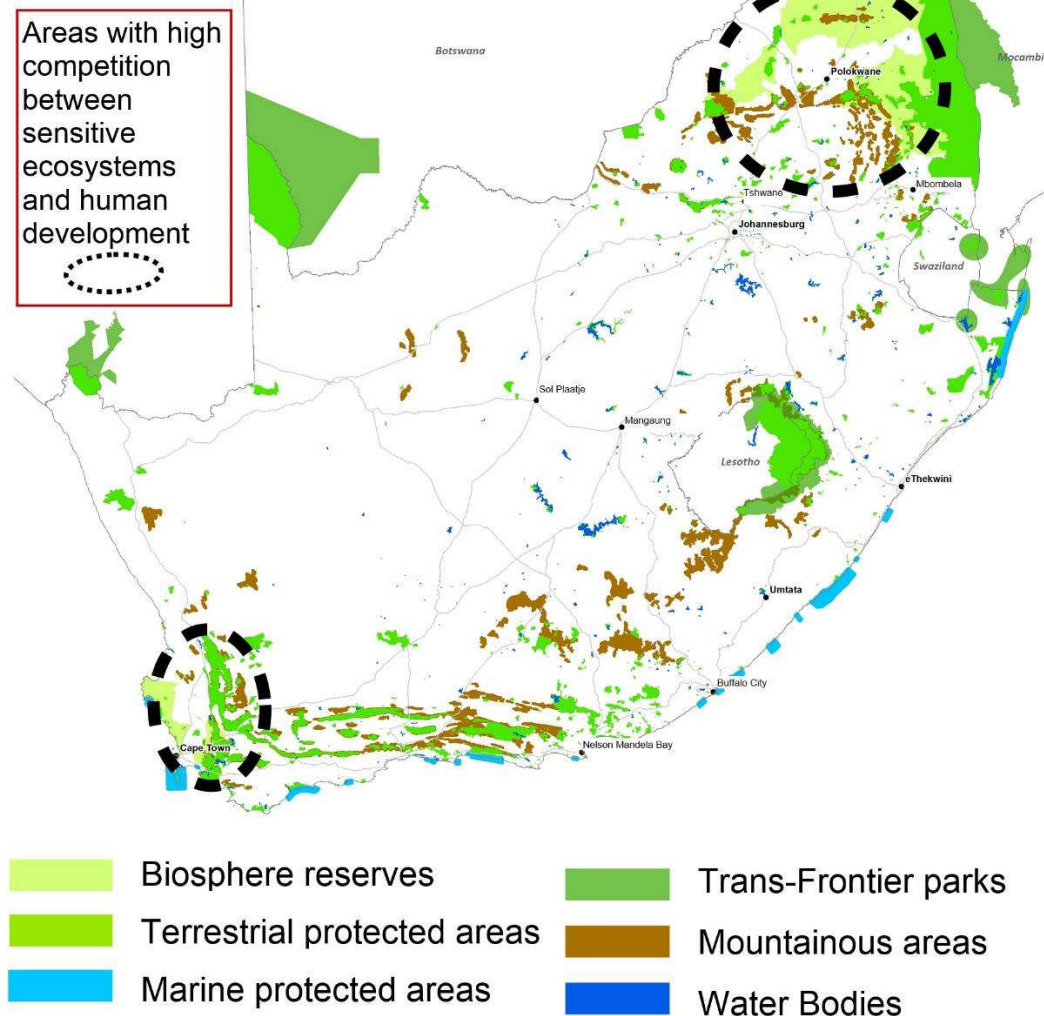 Areas with high
competition
between
sensitive
ecosystems
and human
development
Botswana
Mocambi
Polokwane
Mbombela
Tshwane
Johannesburg
Swaziland
Sol Plaatje
Mangaung
Lesotho
eThekwini
Umtata
Buffalo City
Nelson Mandela Bay
Cape Town
Biosphere reserves
Terrestrial protected areas
Marine protected areas
Trans-Frontier parks
Mountainous areas
Water Bodies